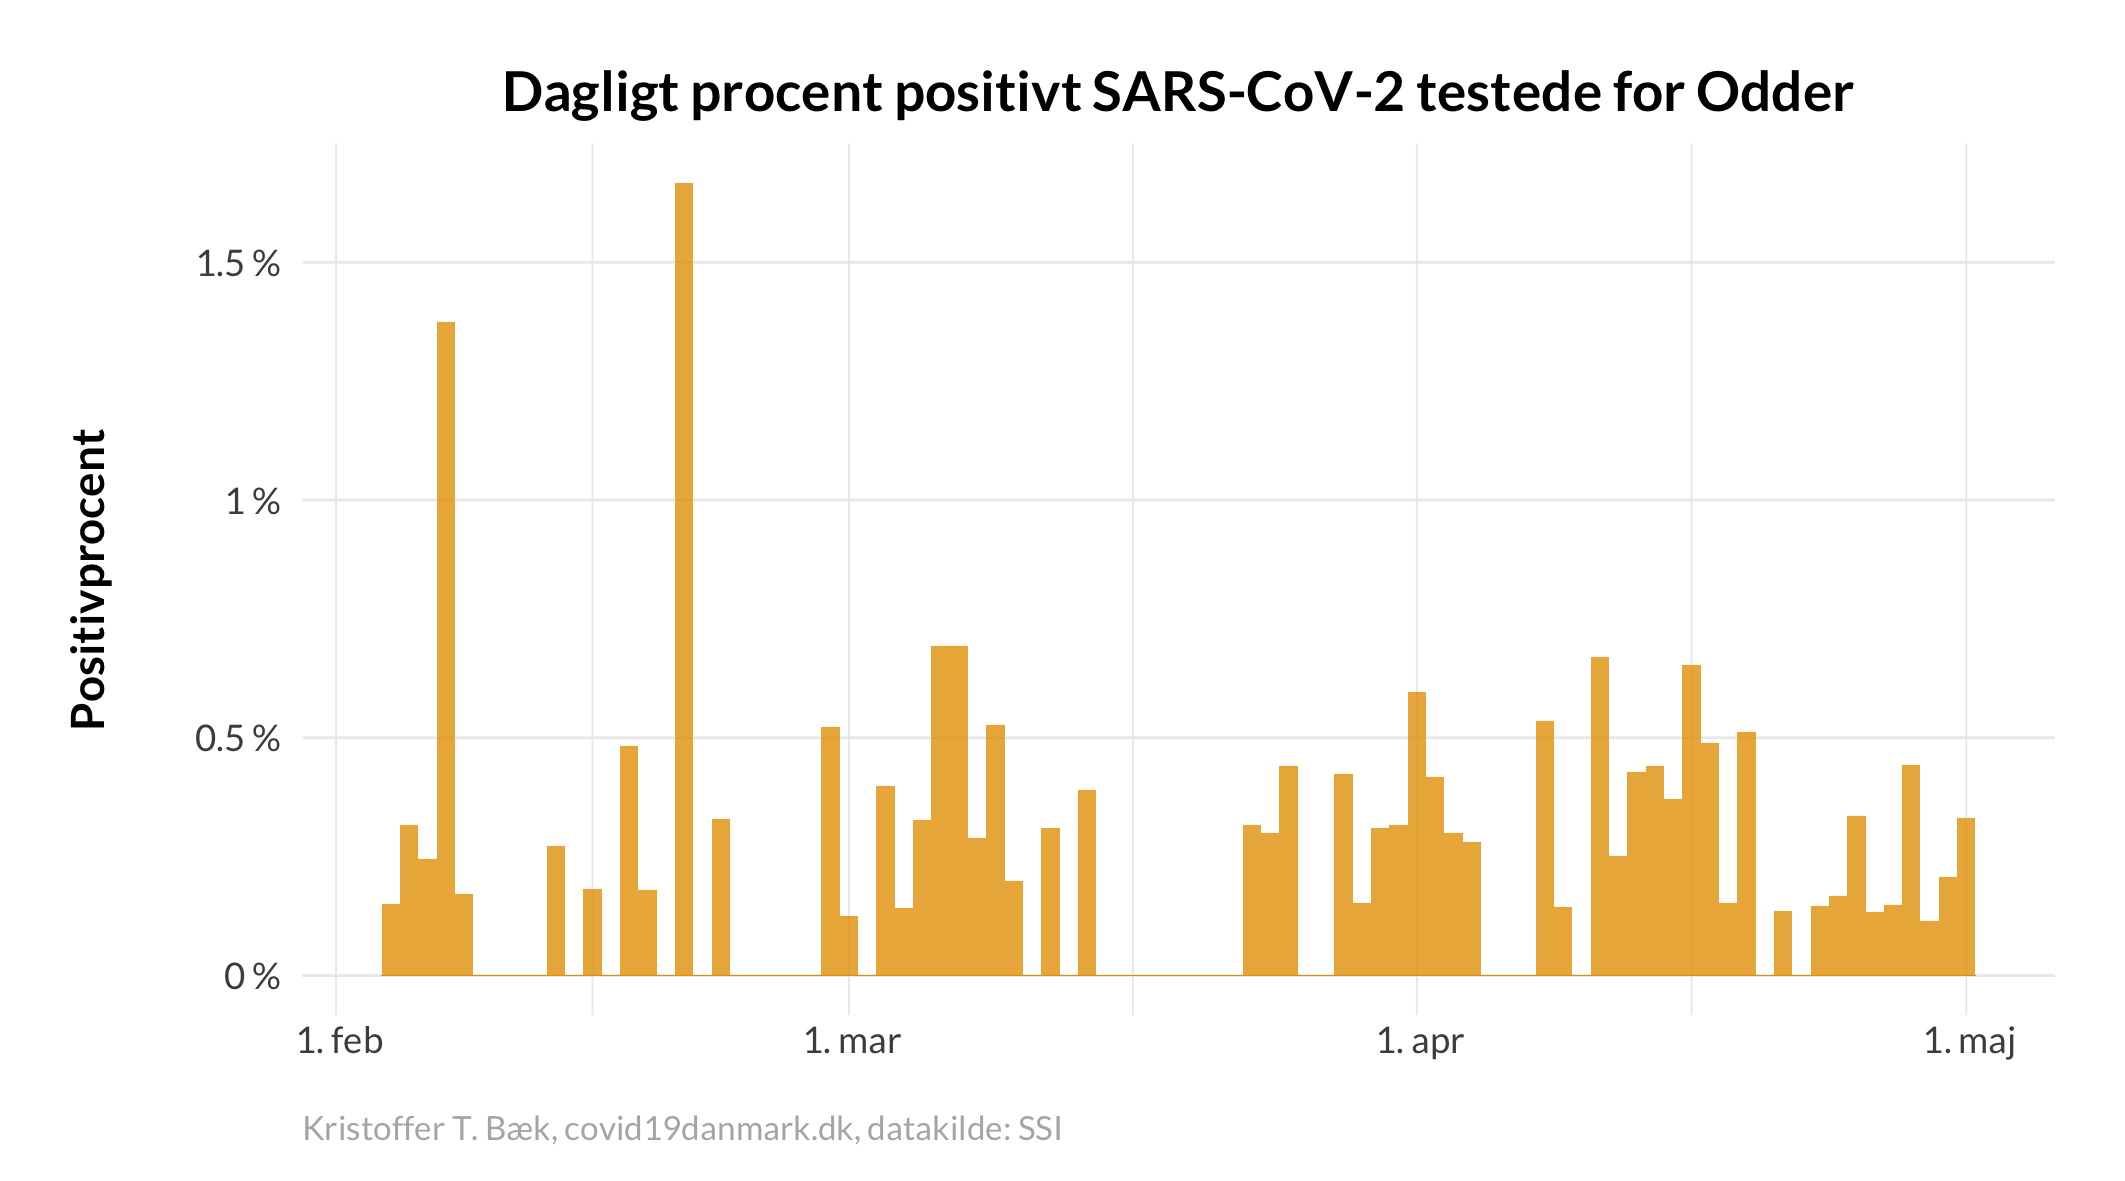 Dagligt procent positivt SARS-CoV-2 testede for Odder
Positivprocent
1.5 %
1 %
0.5 %
0 %
1. feb
1. mar
1. apr
1. maj
Kristoffer T. Bæk, covid19danmark.dk, datakilde: SSI